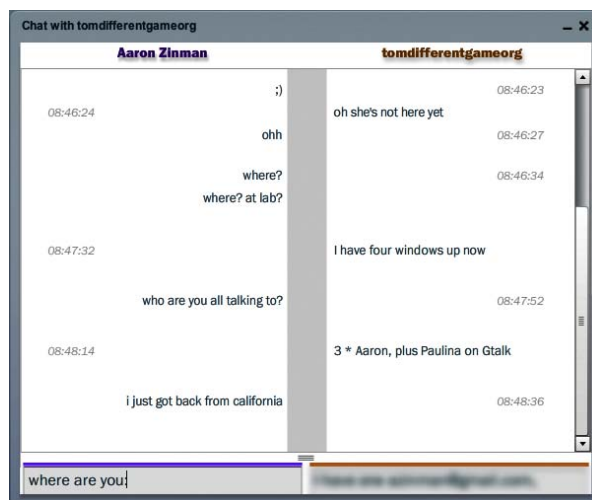 Chat with tomdifferentgameorg
Aaron Zinman tomdifferentgameorg
;) 08:46:23
08:46:24 oh she's not here yet
ohh 08:46:27
where? 08:46:34
where? at lab?
08:47:32 I have four windows up now
who are you all talking to? 08:47:52
08:48:14 3 * Aaron, plus Paulina on Gtalk
i just got back from california 08:48:36
where are you